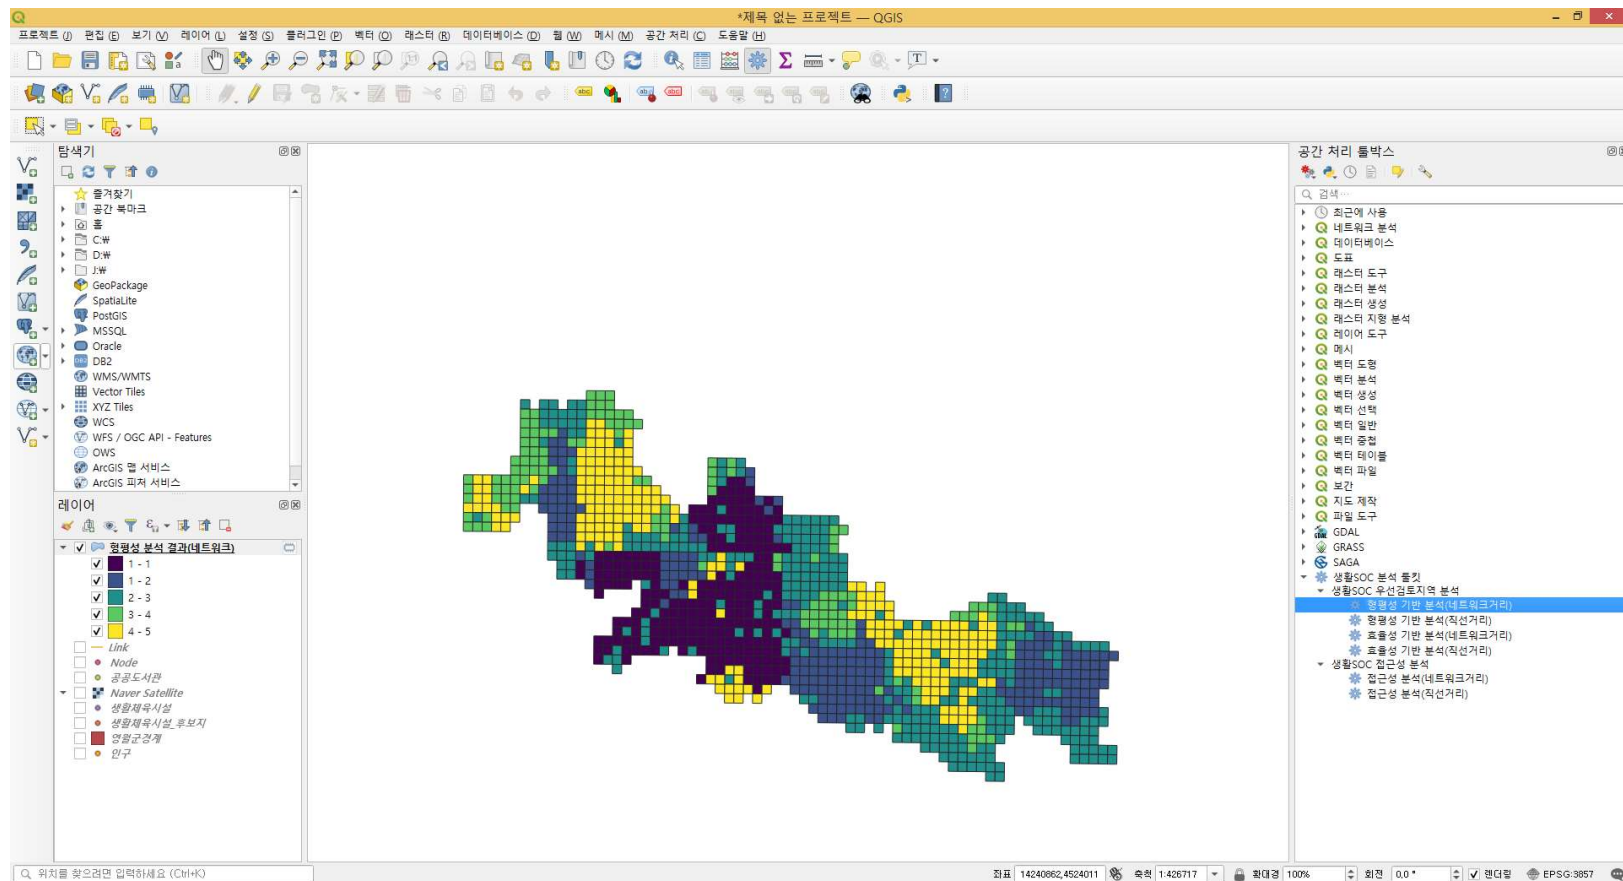 *제목 없는 프로젝트 — QGIS
프로젝트 (J) 편집 (E) 보기 (V) 레이어 (L) 설정 (S) 플러그인 (P) 벡터 (O) 래스터 (R) 데이터베이스 (D) 웹 (W) 메시 (M) 공간 처리 (C) 도움말 (H)
탐색기
즐겨찾기
공간 북마크
홈
C:₩
D:₩
J:₩
GeoPackage
SpatiaLite
PostGIS
MSSQL
Oracle
DB2
WMS/WMTS
Vector Tiles
XYZ Tiles
WCS
WFS / OGC API - Features
OWS
ArcGIS 맵 서비스
ArcGIS 피처 서비스
레이어
형평성 분석 결과(네트워크)
1 - 1
1 - 2
2 - 3
3 - 4
4 - 5
Link
Node
공공도서관
Naver Satellite
생활체육시설
생활체육시설_후보지
영월군경계
인구
공간 처리 툴박스
검색…
최근에 사용
네트워크 분석
데이터베이스
도표
래스터 도구
래스터 분석
래스터 생성
래스터 지형 분석
레이어 도구
메시
벡터 도형
벡터 분석
벡터 생성
벡터 선택
벡터 일반
벡터 중첩
벡터 테이블
벡터 파일
보간
지도 제작
파일 도구
GDAL
GRASS
SAGA
생활SOC 분석 툴킷
생활SOC 우선검토지역 분석
형평성 기반 분석(네트워크거리)
형평성 기반 분석(직선거리)
효율성 기반 분석(네트워크거리)
효율성 기반 분석(직선거리)
생활SOC 접근성 분석
접근성 분석(네트워크거리)
접근성 분석(직선거리)
위치를 찾으려면 입력하세요 (Ctrl+K)
좌표 14240862,4524011 축척 1:426717 확대경 100% 회전 0.0 ° 렌더링 EPSG:3857